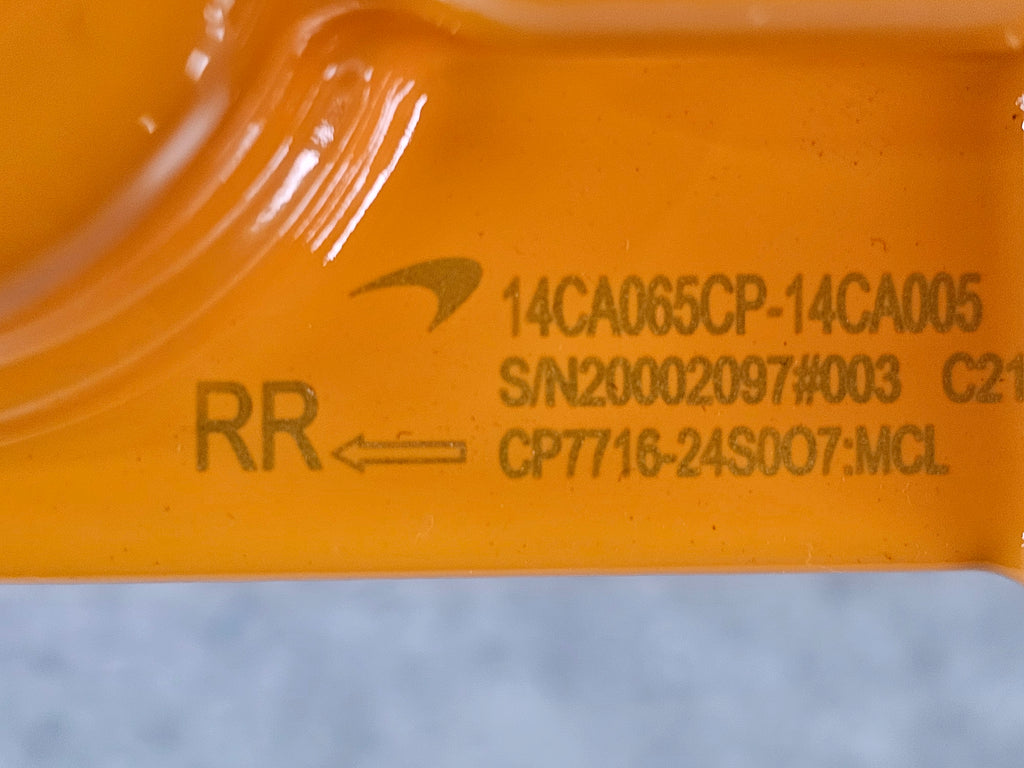 14CA065CP-14CA005
S/N20002097#003 C21
RR
CP7716-24S0O7:MCL